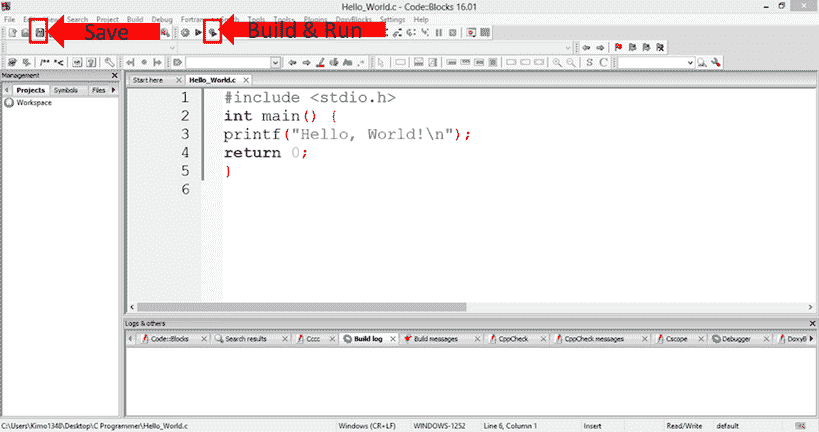 Hello_World.c - Code::Blocks 16.01
File Edit View Search Project Build Debug Fortran Tools Tools+ Plugins DoxyBlocks Settings Help
Save
Build & Run
/** *<
S C
Management
Projects Symbols Files
Workspace
Start here Hello_World.c
1 #include <stdio.h>
2 int main() {
3 printf("Hello, World!\n");
4 return 0;
5 }
6
Logs & others
Code::Blocks Search results Cccc Build log Build messages CppCheck CppCheck messages Cscope Debugger DoxyB
C:\Users\Kimo1348\Desktop\C Programmer\Hello_World.c Windows (CR+LF) WINDOWS-1252 Line 6, Column 1 Insert Read/Write default